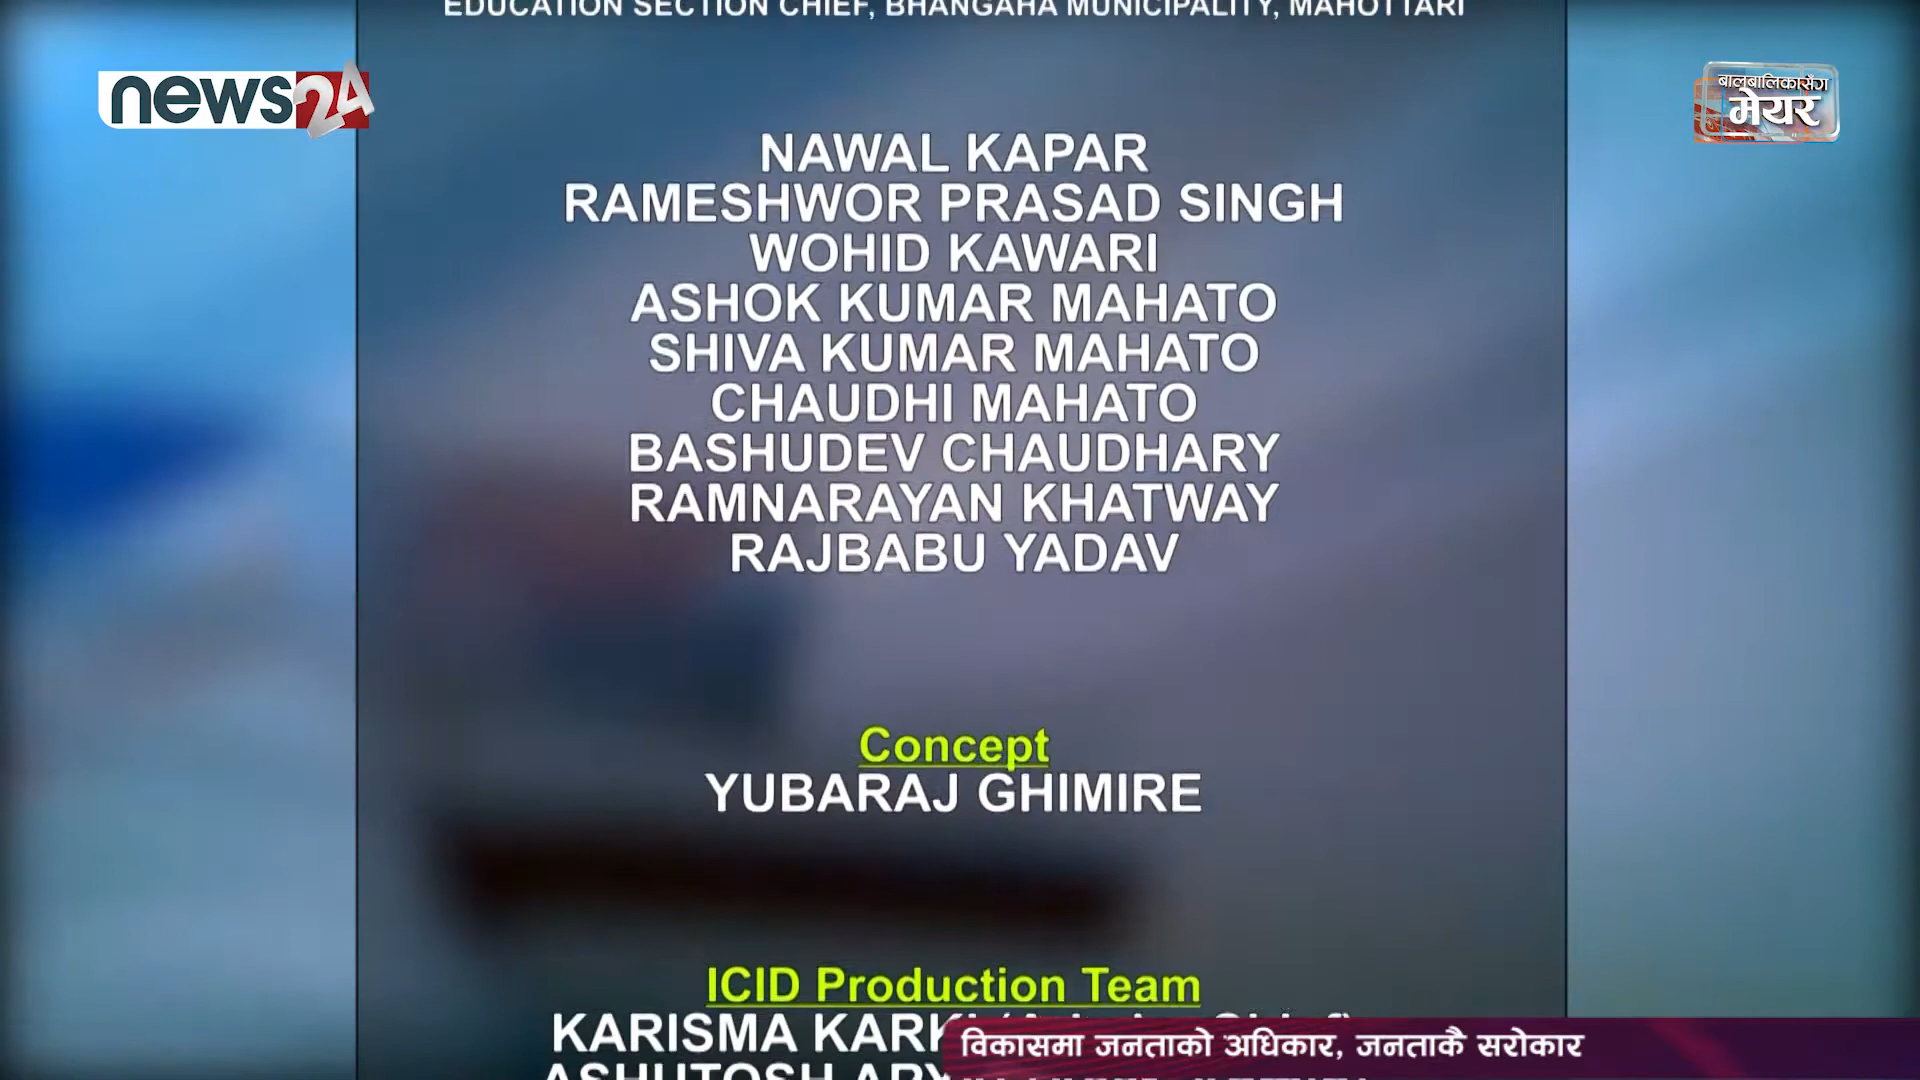 EDUCATION SECTION CHIEF, BHANGAHA MUNICIPALITY, MAHOTTARI
news24
बालबालिकासँग
मेयर
NAWAL KAPAR
RAMESHWOR PRASAD SINGH
WOHID KAWARI
ASHOK KUMAR MAHATO
SHIVA KUMAR MAHATO
CHAUDHI MAHATO
BASHUDEV CHAUDHARY
RAMNARAYAN KHATWAY
RAJBABU YADAV
Concept
YUBARAJ GHIMIRE
ICID Production Team
KARISMA
विकासमा जनताको अधिकार, जनताकै सरोकार
ASHUTOSH